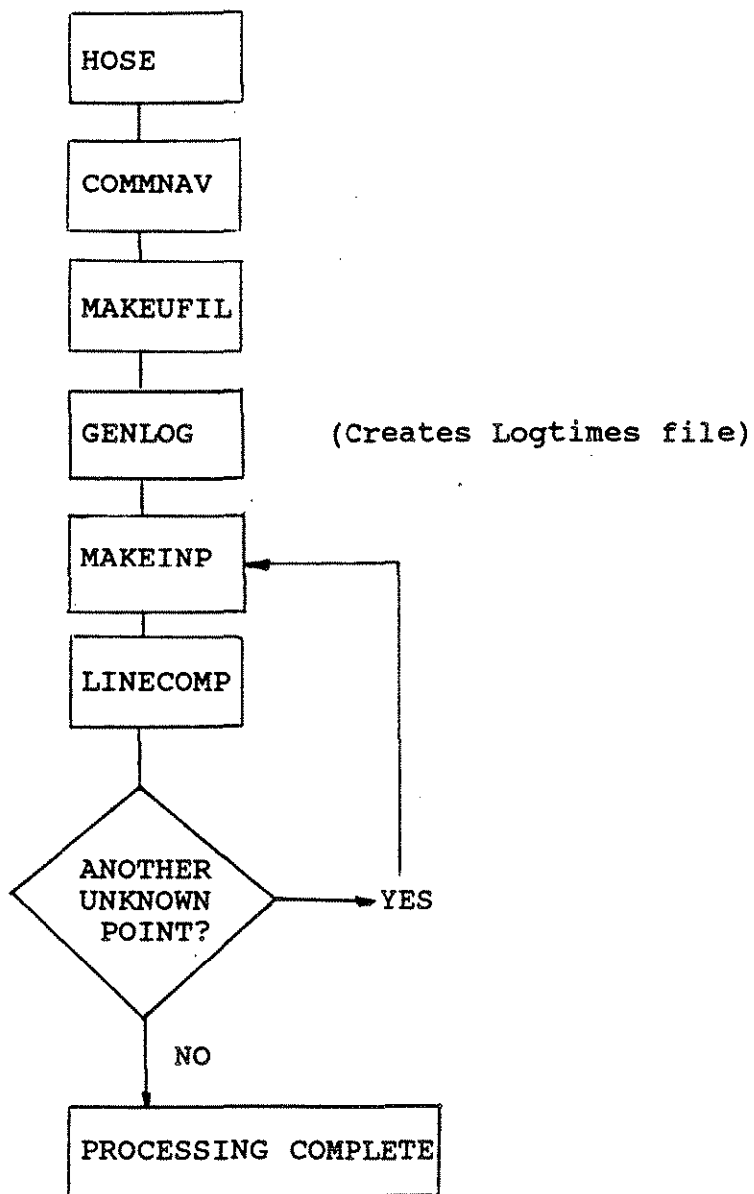 HOSE
COMMNAV
MAKEUFIL
GENLOG
(Creates Logtimes file)
MAKEINP
LINECOMP
ANOTHER
UNKNOWN
POINT?
YES
NO
PROCESSING COMPLETE